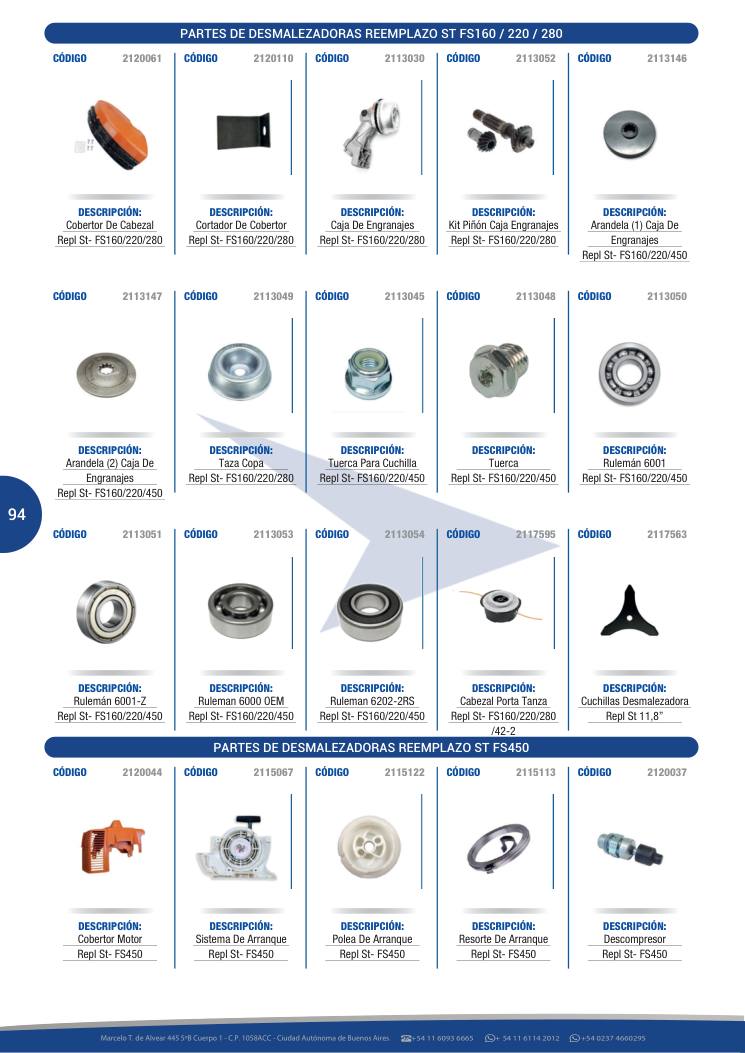 PARTES DE DESMALEZADORAS REEMPLAZO ST FS160 / 220 / 280
CÓDIGO 2120061
DESCRIPCIÓN:
Cobertor De Cabezal
Repl St- FS160/220/280
CÓDIGO 2120110
DESCRIPCIÓN:
Cortador De Cobertor
Repl St- FS160/220/280
CÓDIGO 2113030
DESCRIPCIÓN:
Caja De Engranajes
Repl St- FS160/220/280
CÓDIGO 2113052
DESCRIPCIÓN:
Kit Piñón Caja Engranajes
Repl St- FS160/220/280
CÓDIGO 2113146
DESCRIPCIÓN:
Arandela (1) Caja De
Engranajes
Repl St- FS160/220/450
CÓDIGO 2113147
DESCRIPCIÓN:
Arandela (2) Caja De
Engranajes
Repl St- FS160/220/450
CÓDIGO 2113049
DESCRIPCIÓN:
Taza Copa
Repl St- FS160/220/280
CÓDIGO 2113045
DESCRIPCIÓN:
Tuerca Para Cuchilla
Repl St- FS160/220/450
CÓDIGO 2113048
DESCRIPCIÓN:
Tuerca
Repl St- FS160/220/450
CÓDIGO 2113050
DESCRIPCIÓN:
Rulemán 6001
Repl St- FS160/220/450
94
CÓDIGO 2113051
DESCRIPCIÓN:
Rulemán 6001-Z
Repl St- FS160/220/450
CÓDIGO 2113053
DESCRIPCIÓN:
Ruleman 6000 OEM
Repl St- FS160/220/450
CÓDIGO 2113054
DESCRIPCIÓN:
Ruleman 6202-2RS
Repl St- FS160/220/450
CÓDIGO 2117595
DESCRIPCIÓN:
Cabezal Porta Tanza
Repl St- FS160/220/280
/42-2
CÓDIGO 2117563
DESCRIPCIÓN:
Cuchillas Desmalezadora
Repl St 11,8”
PARTES DE DESMALEZADORAS REEMPLAZO ST FS450
CÓDIGO 2120044
DESCRIPCIÓN:
Cobertor Motor
Repl St- FS450
CÓDIGO 2115067
DESCRIPCIÓN:
Sistema De Arranque
Repl St- FS450
CÓDIGO 2115122
DESCRIPCIÓN:
Polea De Arranque
Repl St- FS450
CÓDIGO 2115113
DESCRIPCIÓN:
Resorte De Arranque
Repl St- FS450
CÓDIGO 2120037
DESCRIPCIÓN:
Descompresor
Repl St- FS450
Marcelo T. de Alvear 445 5ºB Cuerpo 1 - C.P. 1058ACC - Ciudad Autónoma de Buenos Aires. +54 11 6093 6665 + 54 11 6114 2012 +54 0237 4660295